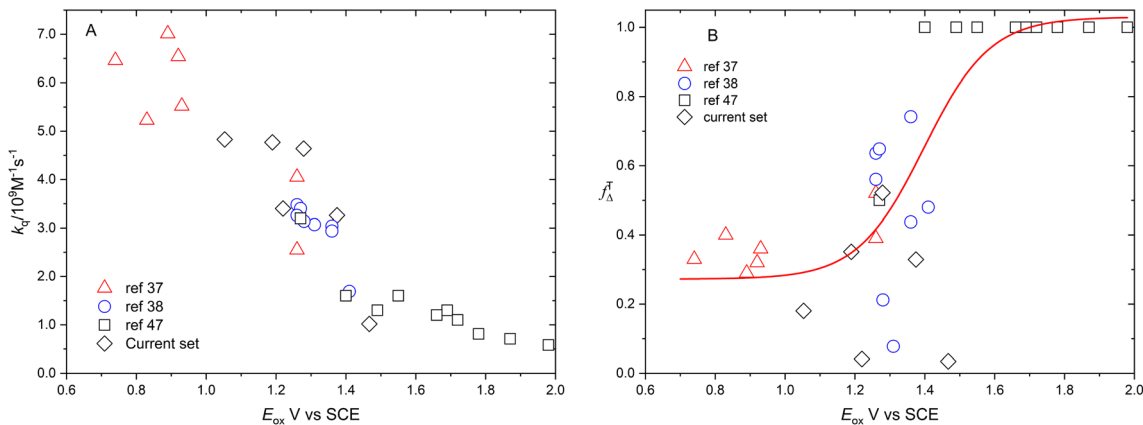 A
7.0
6.0
5.0
4.0
3.0
2.0
1.0
0.0
k_q/10⁹M⁻¹s⁻¹
ref 37
ref 38
ref 47
Current set
0.6 0.8 1.0 1.2 1.4 1.6 1.8 2.0
E_ox V vs SCE
B
1.0
0.8
0.6
0.4
0.2
0.0
f_Δ^T
ref 37
ref 38
ref 47
current set
0.6 0.8 1.0 1.2 1.4 1.6 1.8 2.0
E_ox V vs SCE